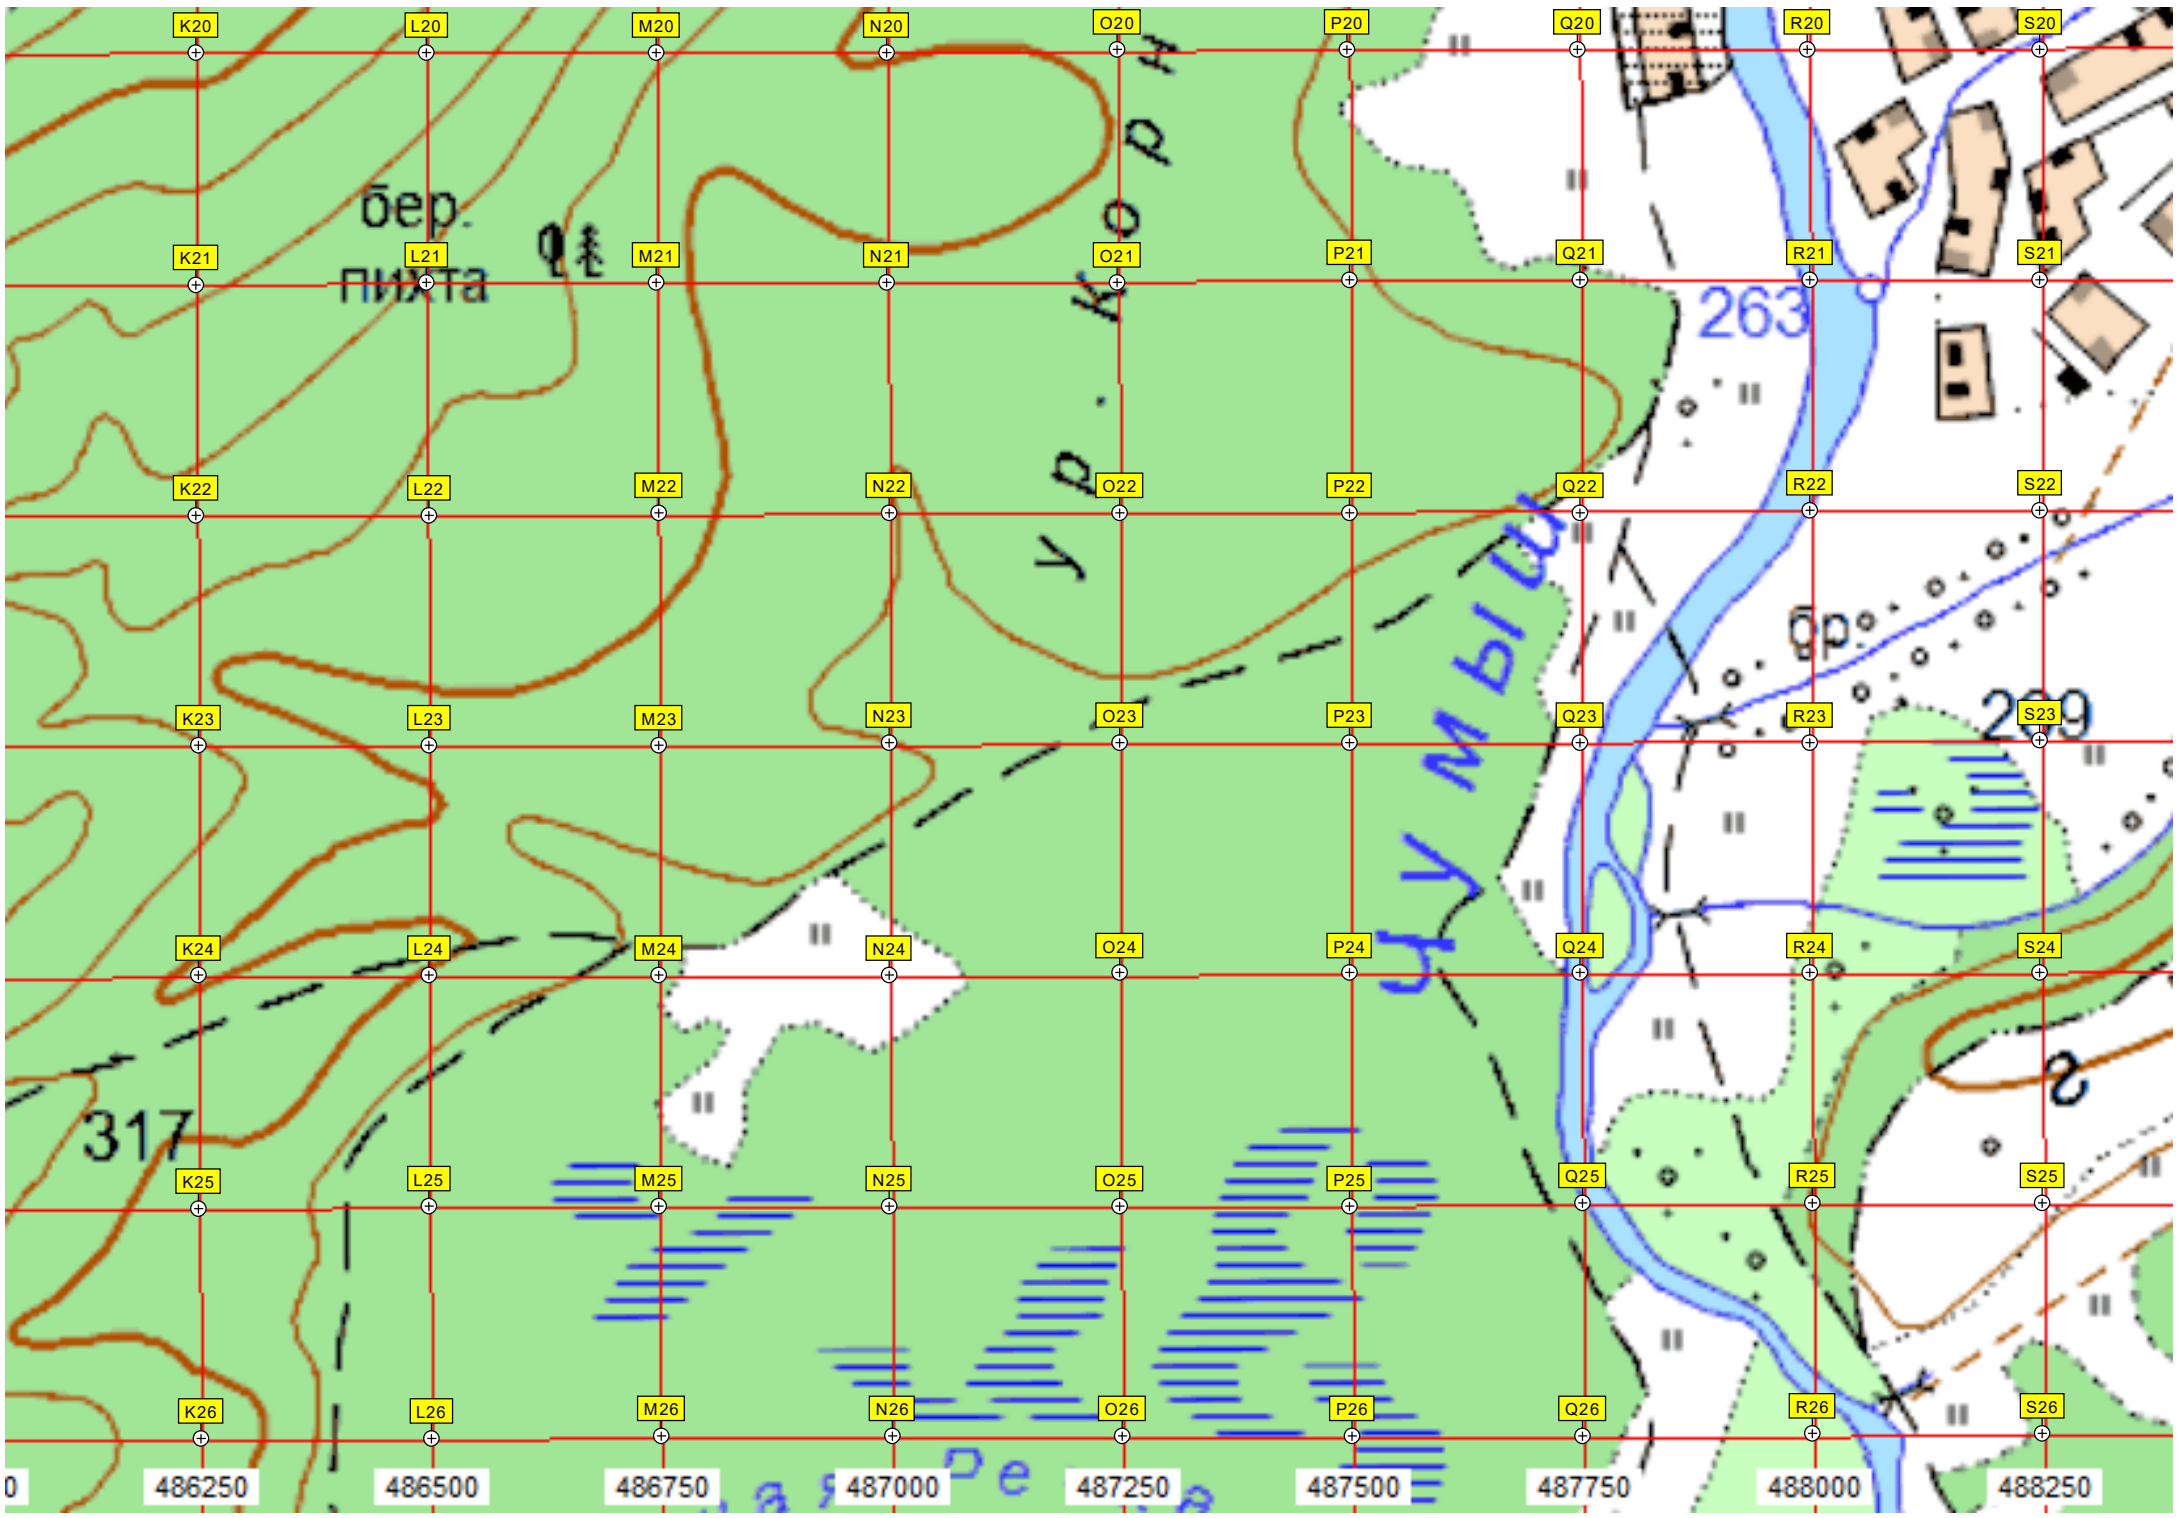 K20 L20 M20 N20 O20 P20 Q20 R20 S20
бер.
пихта
K21 L21 M21 N21 O21 P21 Q21 R21 S21
ур. Корн
263
K22 L22 M22 N22 O22 P22 Q22 R22 S22
бр.
Чумыш
K23 L23 M23 N23 O23 P23 Q23 R23 S23
K24 L24 M24 N24 O24 P24 Q24 R24 S24
317
K25 L25 M25 N25 O25 P25 Q25 R25 S25
K26 L26 M26 N26 O26 P26 Q26 R26 S26
ая Ре
0 486250 486500 486750 487000 487250 487500 487750 488000 488250